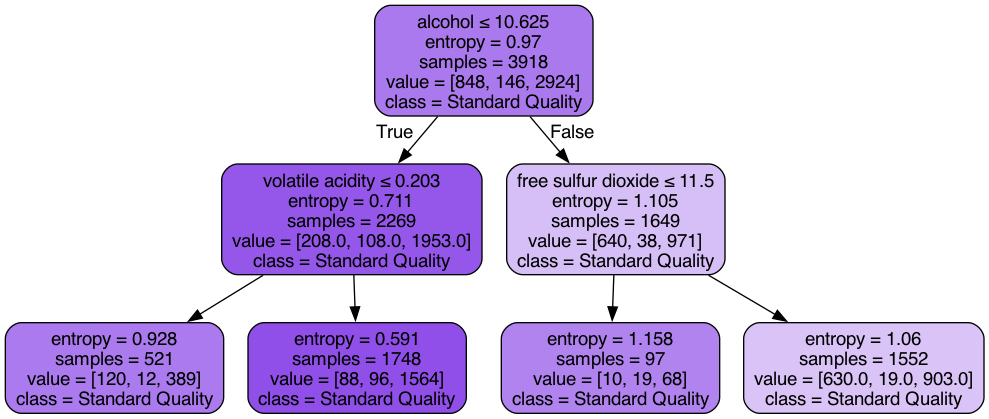 alcohol ≤ 10.625
entropy = 0.97
samples = 3918
value = [848, 146, 2924]
class = Standard Quality
True
False
volatile acidity ≤ 0.203
entropy = 0.711
samples = 2269
value = [208.0, 108.0, 1953.0]
class = Standard Quality
free sulfur dioxide ≤ 11.5
entropy = 1.105
samples = 1649
value = [640, 38, 971]
class = Standard Quality
entropy = 0.928
samples = 521
value = [120, 12, 389]
class = Standard Quality
entropy = 0.591
samples = 1748
value = [88, 96, 1564]
class = Standard Quality
entropy = 1.158
samples = 97
value = [10, 19, 68]
class = Standard Quality
entropy = 1.06
samples = 1552
value = [630.0, 19.0, 903.0]
class = Standard Quality